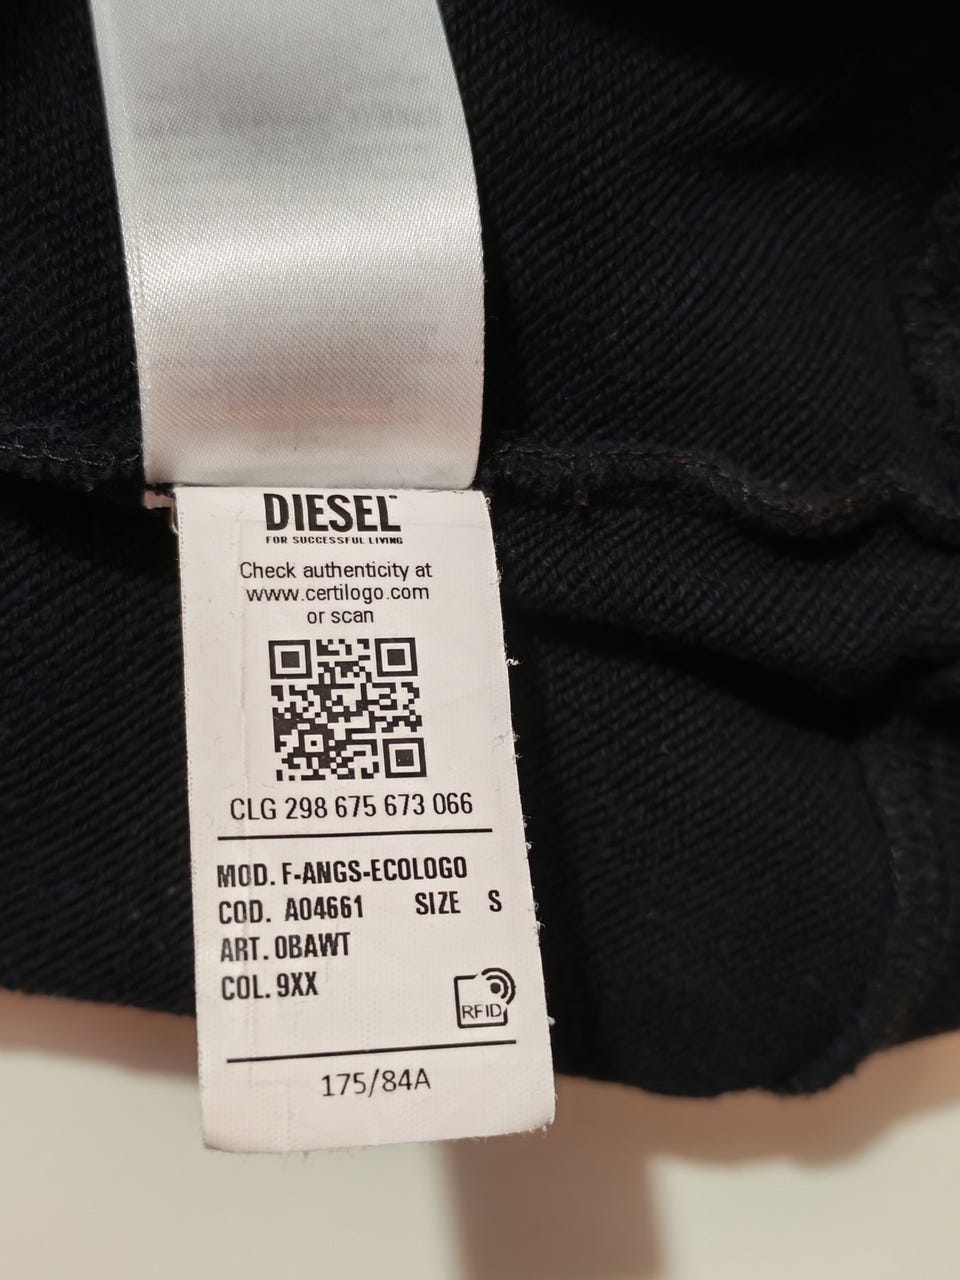 DIESEL
FOR SUCCESSFUL LIVING
Check authenticity at
www.certilogo.com
or scan
CLG 298 675 673 066
MOD. F-ANGS-ECOLOGO
COD. A04661 SIZE S
ART. 0BAWT
COL. 9XX
RFID
175/84A